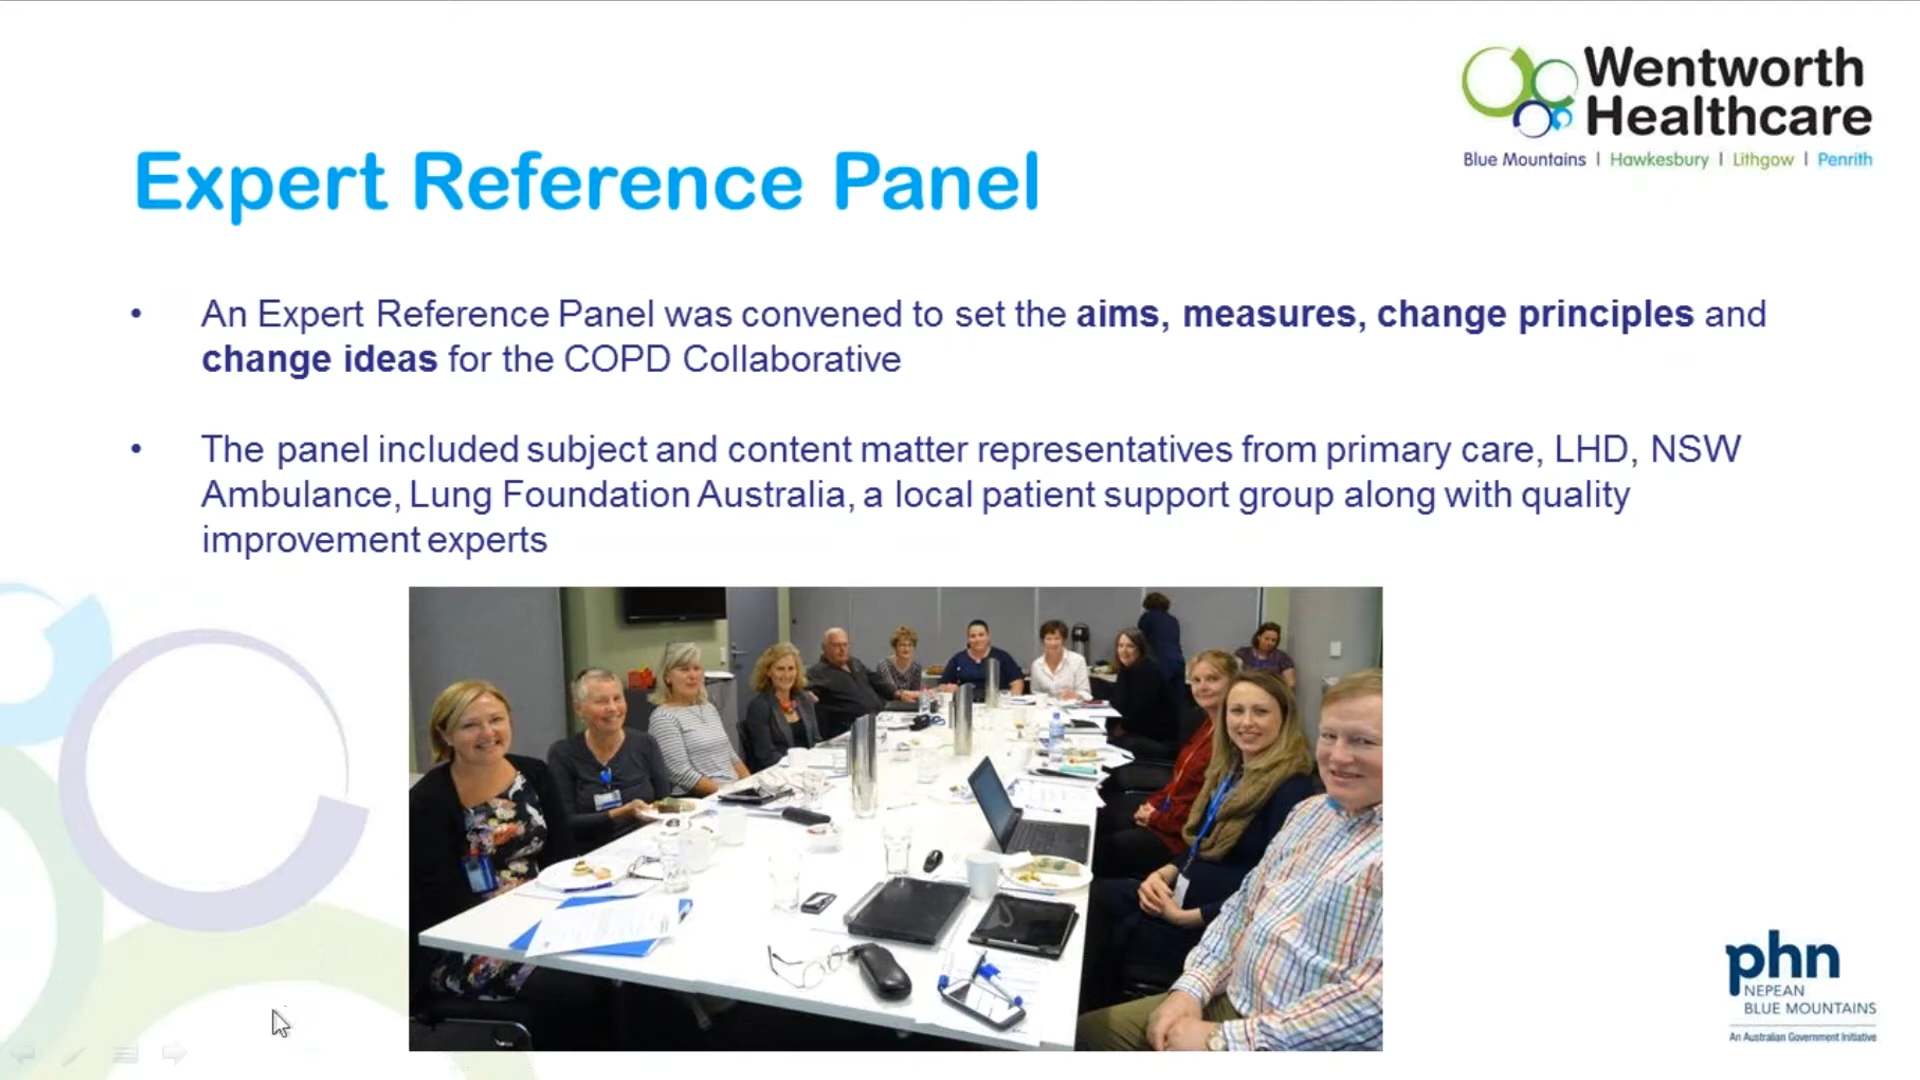 Wentworth
Healthcare
Blue Mountains | Hawkesbury | Lithgow | Penrith
Expert Reference Panel
• An Expert Reference Panel was convened to set the aims, measures, change principles and
change ideas for the COPD Collaborative
• The panel included subject and content matter representatives from primary care, LHD, NSW
Ambulance, Lung Foundation Australia, a local patient support group along with quality
improvement experts
phn
NEPEAN
BLUE MOUNTAINS
An Australian Government Initiative